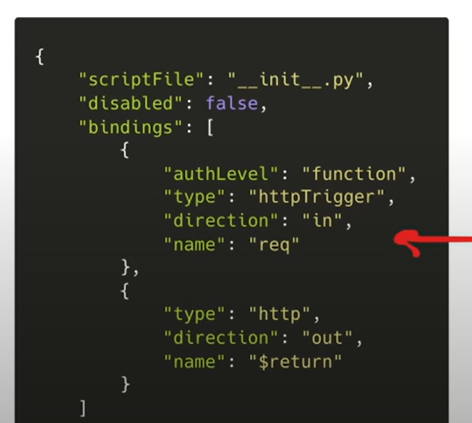 {
    "scriptFile": "__init__.py",
    "disabled": false,
    "bindings": [
        {
            "authLevel": "function",
            "type": "httpTrigger",
            "direction": "in",
            "name": "req"
        },
        {
            "type": "http",
            "direction": "out",
            "name": "$return"
        }
    ]